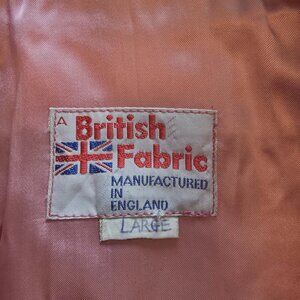 A British
Fabric
MANUFACTURED
IN
ENGLAND
LARGE